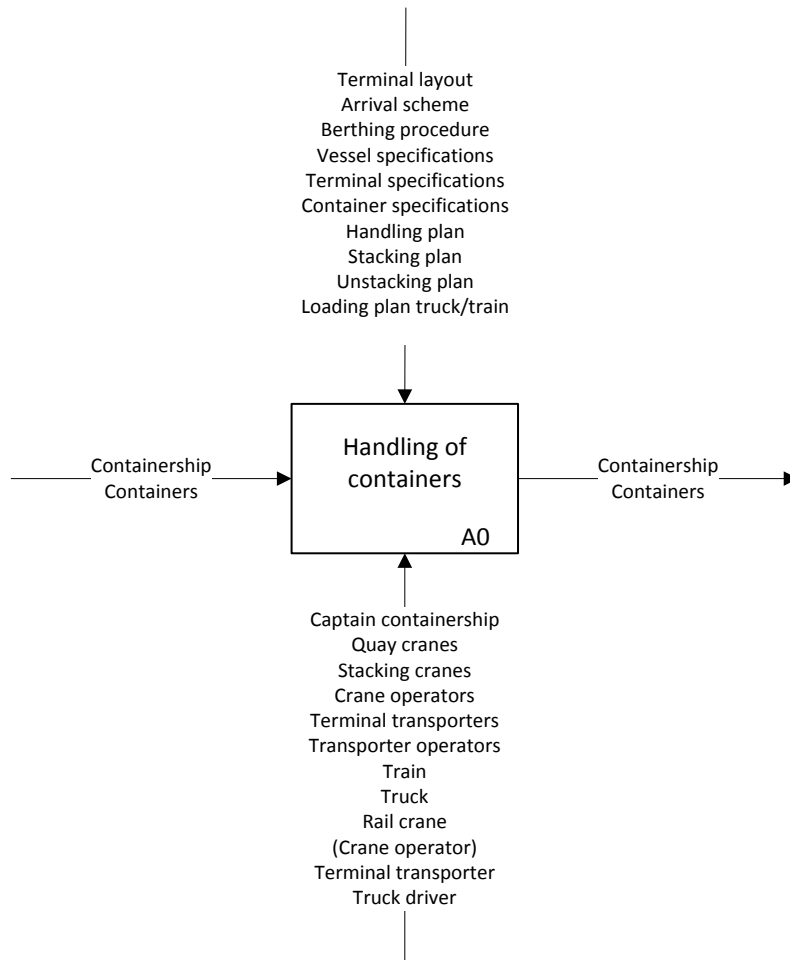 Terminal layout
Arrival scheme
Berthing procedure
Vessel specifications
Terminal specifications
Container specifications
Handling plan
Stacking plan
Unstacking plan
Loading plan truck/train
Containership
Containers
Handling of
containers
A0
Containership
Containers
Captain containership
Quay cranes
Stacking cranes
Crane operators
Terminal transporters
Transporter operators
Train
Truck
Rail crane
(Crane operator)
Terminal transporter
Truck driver